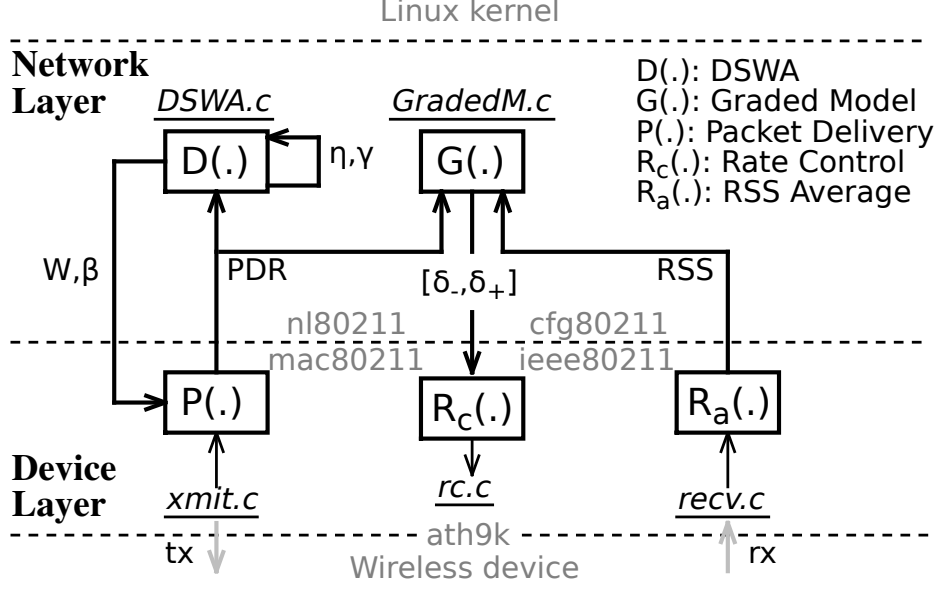 Linux kernel
Network
Layer
DSWA.c
GradedM.c
D(.): DSWA
G(.): Graded Model
P(.): Packet Delivery
Rc(.): Rate Control
Ra(.): RSS Average
D(.)
η,γ
G(.)
W,β
PDR
[δ-,δ+]
RSS
nl80211
cfg80211
mac80211
ieee80211
P(.)
Rc(.)
Ra(.)
Device
Layer
xmit.c
rc.c
recv.c
tx
ath9k
rx
Wireless device